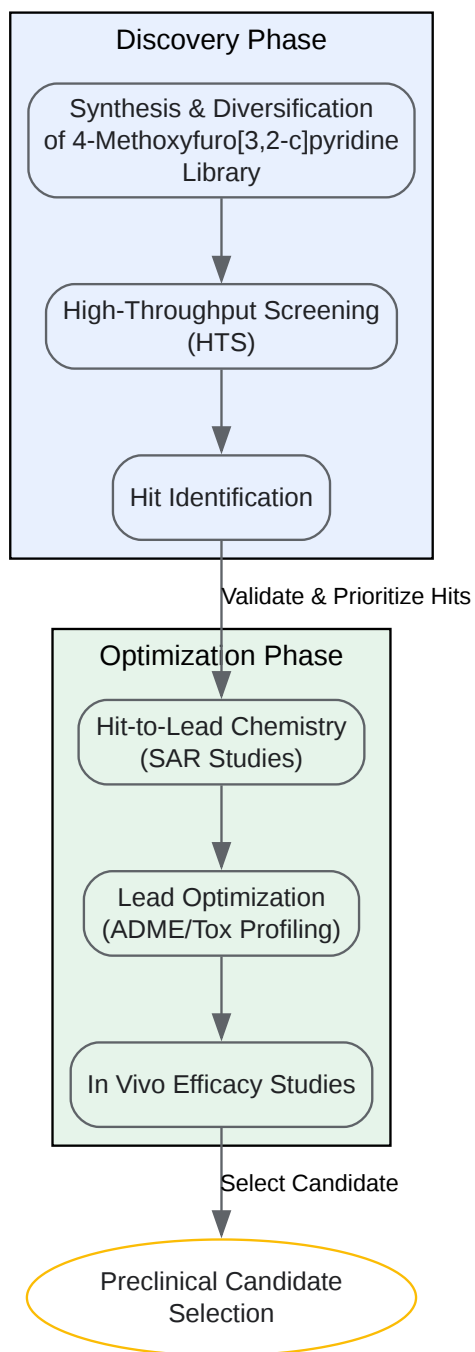 Discovery Phase
Synthesis & Diversification
of 4-Methoxyfuro[3,2-c]pyridine
Library
High-Throughput Screening
(HTS)
Hit Identification
Validate & Prioritize Hits
Optimization Phase
Hit-to-Lead Chemistry
(SAR Studies)
Lead Optimization
(ADME/Tox Profiling)
In Vivo Efficacy Studies
Select Candidate
Preclinical Candidate
Selection